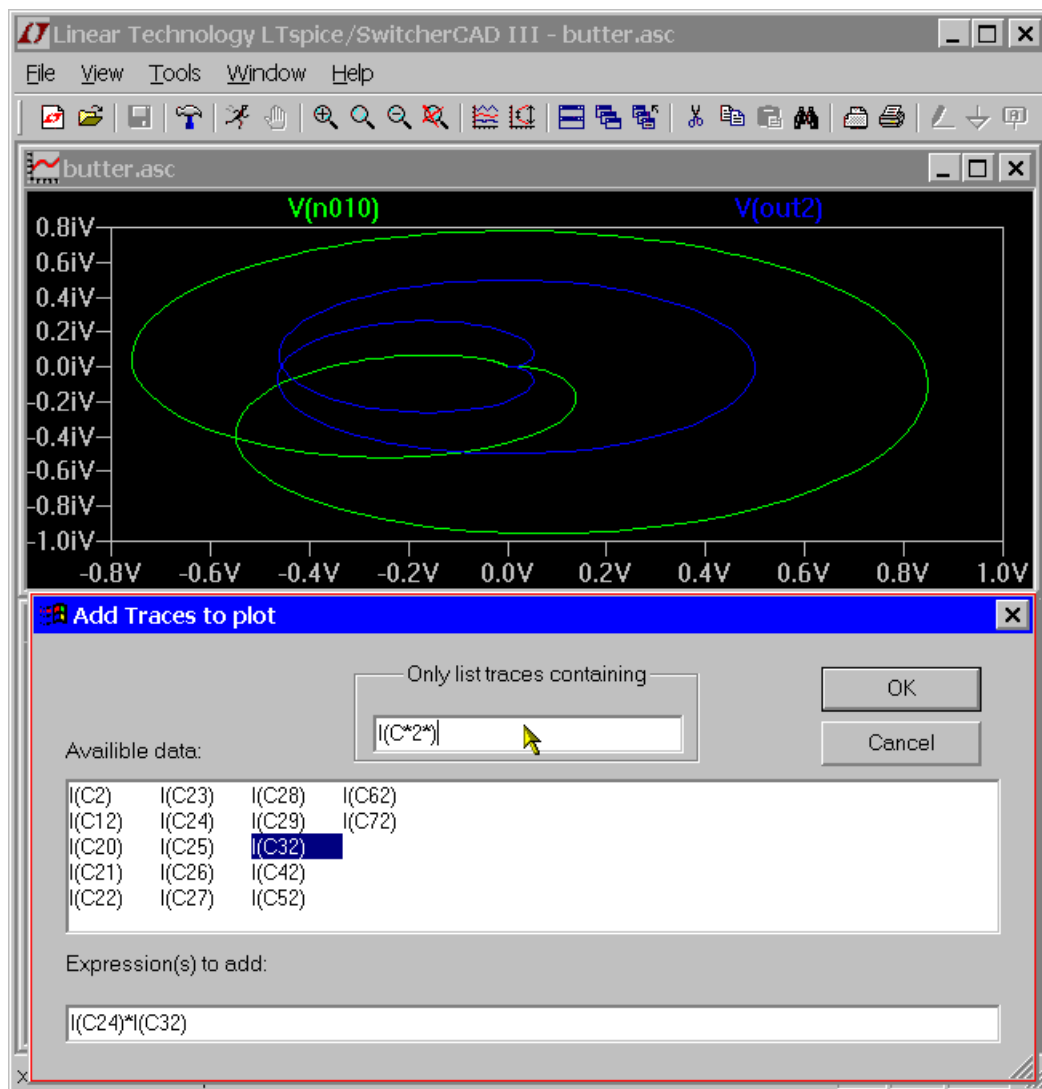 Linear Technology LTspice/SwitcherCAD III - butter.asc
File View Tools Window Help
butter.asc
V(n010) V(out2)
0.8iV
0.6iV
0.4iV
0.2iV
0.0iV
-0.2iV
-0.4iV
-0.6iV
-0.8iV
-1.0iV
-0.8V -0.6V -0.4V -0.2V 0.0V 0.2V 0.4V 0.6V 0.8V 1.0V
Add Traces to plot
Only list traces containing
I(C*2*)
OK
Cancel
Availible data:
I(C2) I(C23) I(C28) I(C62)
I(C12) I(C24) I(C29) I(C72)
I(C20) I(C25) I(C32)
I(C21) I(C26) I(C42)
I(C22) I(C27) I(C52)
Expression(s) to add:
I(C24)*I(C32)
x